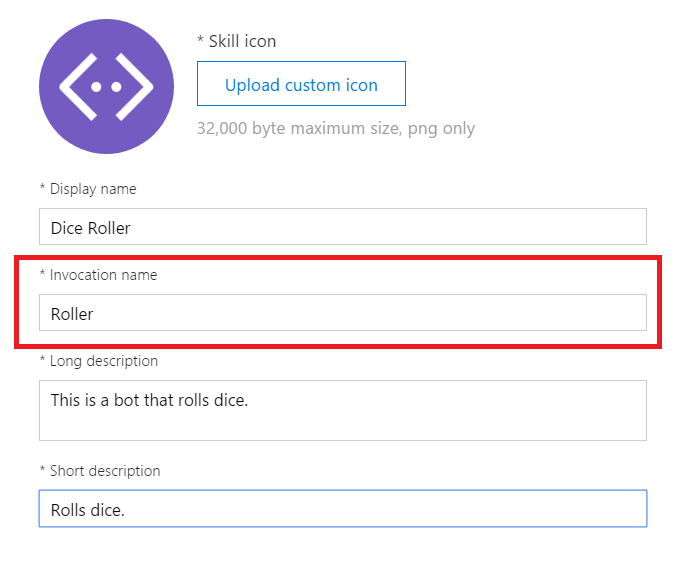 * Skill icon
Upload custom icon
32,000 byte maximum size, png only
* Display name
Dice Roller
* Invocation name
Roller
* Long description
This is a bot that rolls dice.
* Short description
Rolls dice.